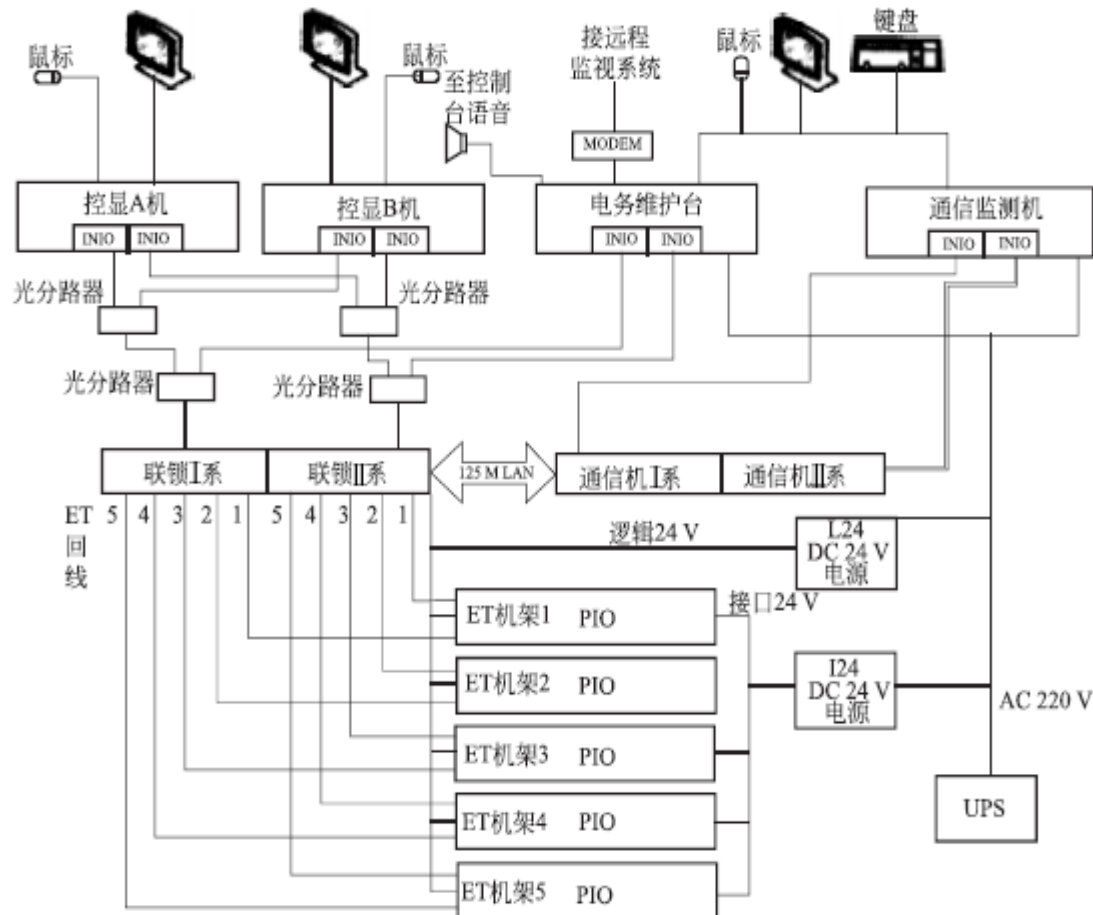 鼠标
鼠标
至控制
台语音
接远程
监视系统
MODEM
鼠标
键盘
控显A机
INIO
INIO
控显B机
INIO
INIO
电务维护台
INIO
INIO
通信监测机
INIO
INIO
光分路器
光分路器
光分路器
光分路器
联锁Ⅰ系
联锁Ⅱ系
125 M LAN
通信机Ⅰ系
通信机Ⅱ系
ET
回
线
5
4
3
2
1
5
4
3
2
1
逻辑24 V
L24
DC 24 V
电源
接口24 V
ET机架1 PIO
ET机架2 PIO
ET机架3 PIO
ET机架4 PIO
ET机架5 PIO
I24
DC 24 V
电源
AC 220 V
UPS